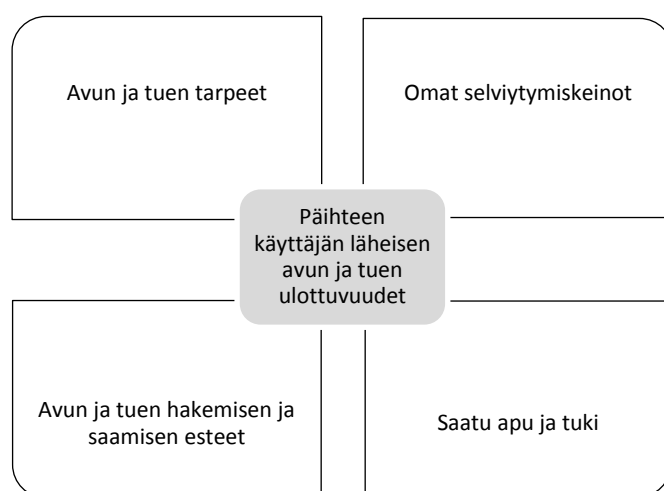 Avun ja tuen tarpeet
Omat selviytymiskeinot
Päihteen
käyttäjän läheisen
avun ja tuen
ulottuvuudet
Avun ja tuen hakemisen ja
saamisen esteet
Saatu apu ja tuki